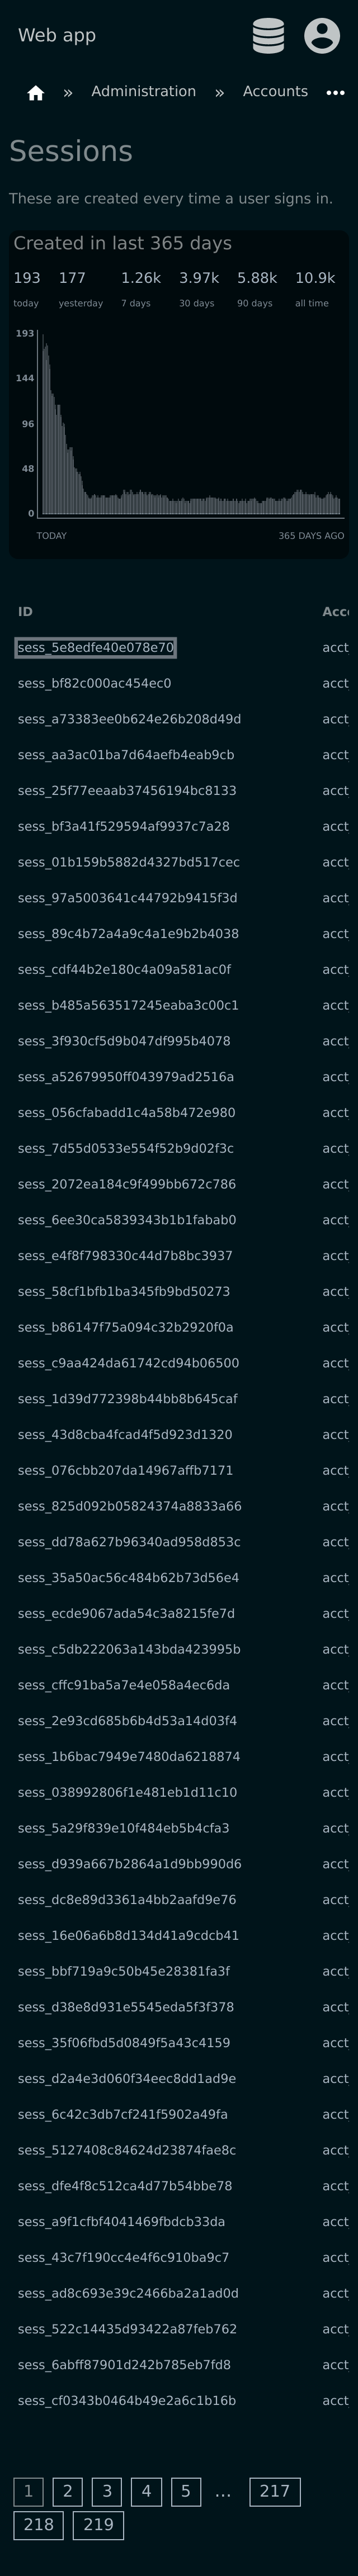 Web app
» Administration » Accounts
Sessions
These are created every time a user signs in.
Created in last 365 days
193 177 1.26k 3.97k 5.88k 10.9k
today yesterday 7 days 30 days 90 days all time
193
144
96
48
0
TODAY 365 DAYS AGO
ID
sess_5e8edfe40e078e70 acct
sess_bf82c000ac454ec0 acct
sess_a73383ee0b624e26b208d49d acct
sess_aa3ac01ba7d64aefb4eab9cb acct
sess_25f77eeaab37456194bc8133 acct
sess_bf3a41f529594af9937c7a28 acct
sess_01b159b5882d4327bd517cec acct
sess_97a5003641c44792b9415f3d acct
sess_89c4b72a4a9c4a1e9b2b4038 acct
sess_cdf44b2e180c4a09a581ac0f acct
sess_b485a563517245eaba3c00c1 acct
sess_3f930cf5d9b047df995b4078 acct
sess_a52679950ff043979ad2516a acct
sess_056cfabadd1c4a58b472e980 acct
sess_7d55d0533e554f52b9d02f3c acct
sess_2072ea184c9f499bb672c786 acct
sess_6ee30ca5839343b1b1fabab0 acct
sess_e4f8f798330c44d7b8bc3937 acct
sess_58cf1bfb1ba345fb9bd50273 acct
sess_b86147f75a094c32b2920f0a acct
sess_c9aa424da61742cd94b06500 acct
sess_1d39d772398b44bb8b645caf acct
sess_43d8cba4fcad4f5d923d1320 acct
sess_076cbb207da14967affb7171 acct
sess_825d092b05824374a8833a66 acct
sess_dd78a627b96340ad958d853c acct
sess_35a50ac56c484b62b73d56e4 acct
sess_ecde9067ada54c3a8215fe7d acct
sess_c5db222063a143bda423995b acct
sess_cffc91ba5a7e4e058a4ec6da acct
sess_2e93cd685b6b4d53a14d03f4 acct
sess_1b6bac7949e7480da6218874 acct
sess_038992806f1e481eb1d11c10 acct
sess_5a29f839e10f484eb5b4cfa3 acct
sess_d939a667b2864a1d9bb990d6 acct
sess_dc8e89d3361a4bb2aafd9e76 acct
sess_16e06a6b8d134d41a9cdcb41 acct
sess_bbf719a9c50b45e28381fa3f acct
sess_d38e8d931e5545eda5f3f378 acct
sess_35f06fbd5d0849f5a43c4159 acct
sess_d2a4e3d060f34eec8dd1ad9e acct
sess_6c42c3db7cf241f5902a49fa acct
sess_5127408c84624d23874fae8c acct
sess_dfe4f8c512ca4d77b54bbe78 acct
sess_a9f1cfbf4041469fbdcb33da acct
sess_43c7f190cc4e4f6c910ba9c7 acct
sess_ad8c693e39c2466ba2a1ad0d acct
sess_522c14435d93422a87feb762 acct
sess_6abff87901d242b785eb7fd8 acct
sess_cf0343b0464b49e2a6c1b16b acct
1 2 3 4 5 … 217
218 219